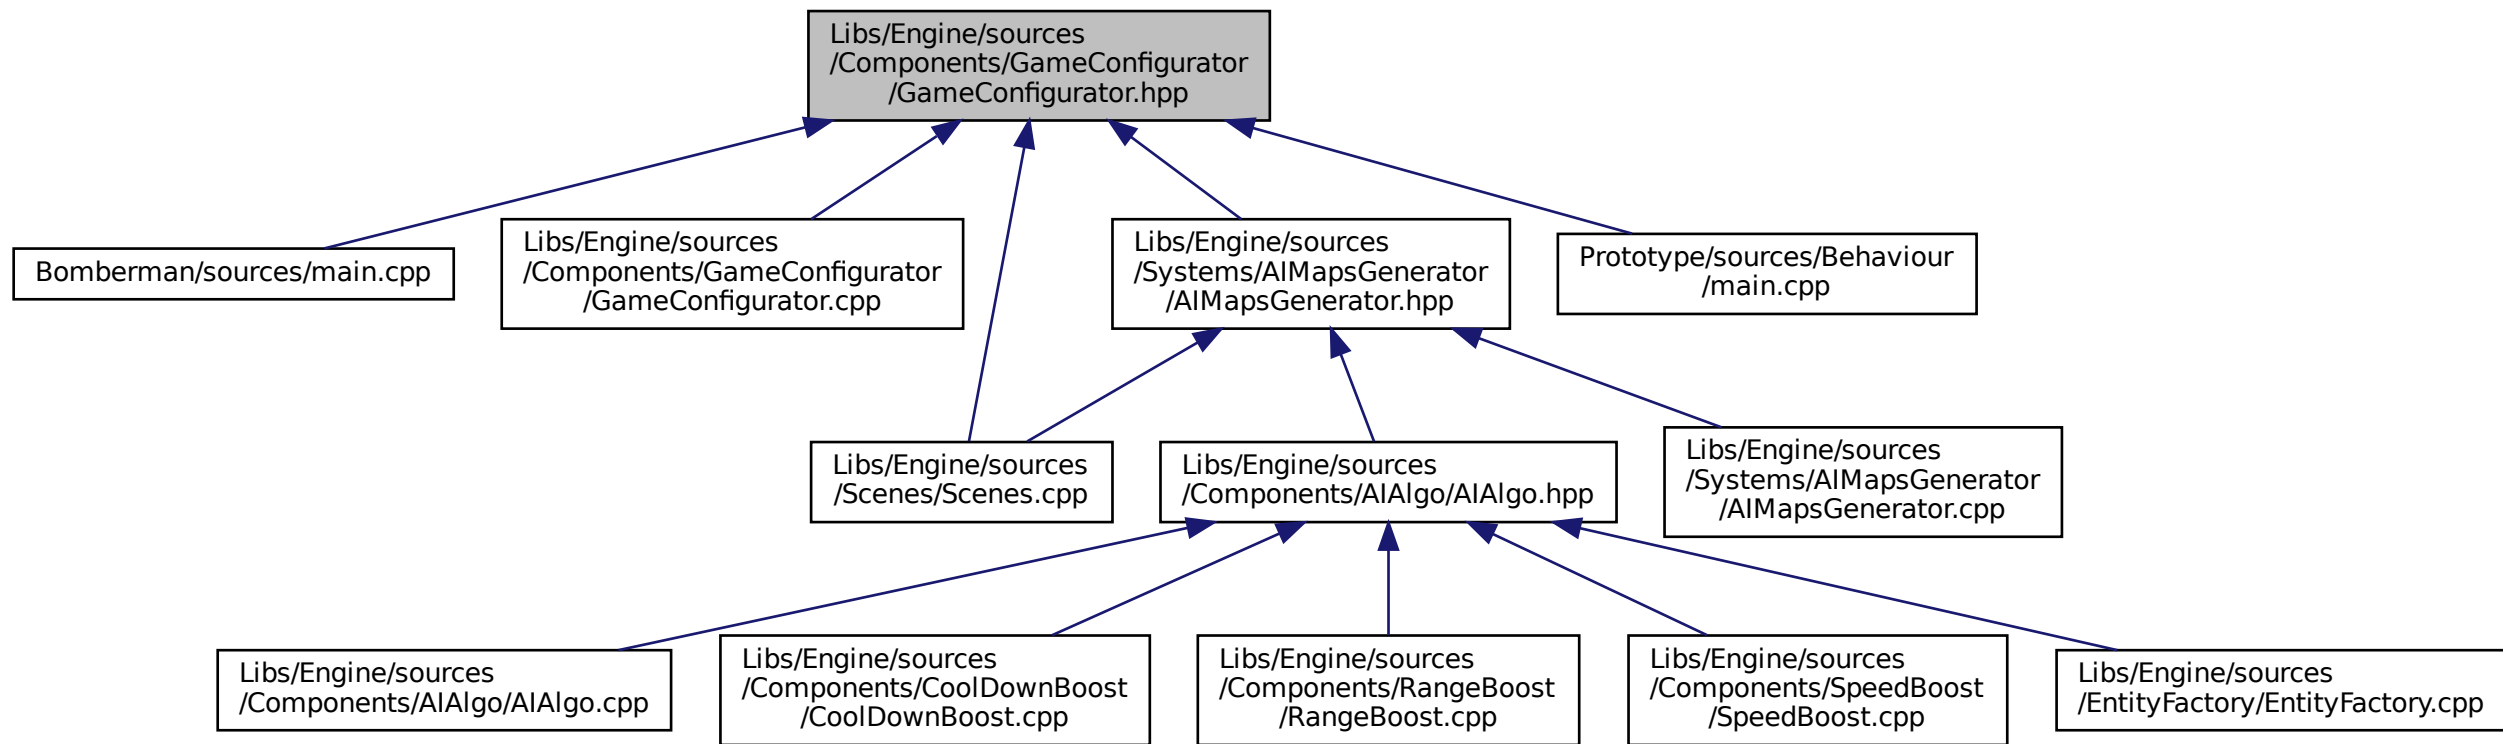 Libs/Engine/sources
/Components/GameConfigurator
/GameConfigurator.hpp
Bomberman/sources/main.cpp
Libs/Engine/sources
/Components/GameConfigurator
/GameConfigurator.cpp
Libs/Engine/sources
/Systems/AIMapsGenerator
/AIMapsGenerator.hpp
Prototype/sources/Behaviour
/main.cpp
Libs/Engine/sources
/Scenes/Scenes.cpp
Libs/Engine/sources
/Components/AIAlgo/AIAlgo.hpp
Libs/Engine/sources
/Systems/AIMapsGenerator
/AIMapsGenerator.cpp
Libs/Engine/sources
/Components/AIAlgo/AIAlgo.cpp
Libs/Engine/sources
/Components/CoolDownBoost
/CoolDownBoost.cpp
Libs/Engine/sources
/Components/RangeBoost
/RangeBoost.cpp
Libs/Engine/sources
/Components/SpeedBoost
/SpeedBoost.cpp
Libs/Engine/sources
/EntityFactory/EntityFactory.cpp